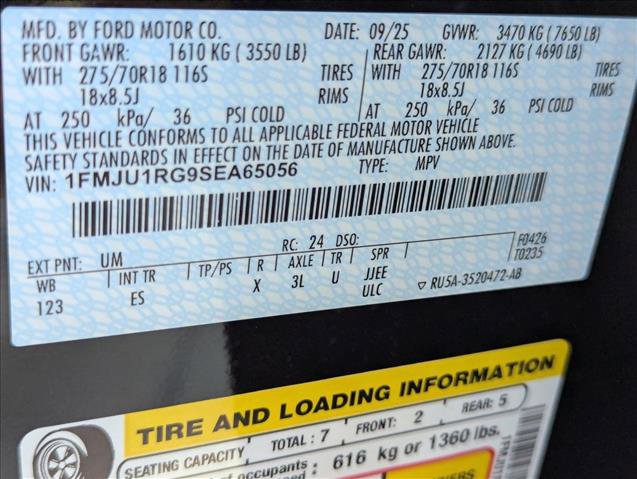 MFD. BY FORD MOTOR CO. DATE: 09/25 GVWR: 3470 KG (7650 LB)
FRONT GAWR: 1610 KG (3550 LB) REAR GAWR: 2127 KG (4690 LB)
WITH 275/70R18 116S TIRES WITH 275/70R18 116S TIRES
18x8.5J RIMS 18x8.5J RIMS
AT 250 kPa/ 36 PSI COLD AT 250 kPa/ 36 PSI COLD
THIS VEHICLE CONFORMS TO ALL APPLICABLE FEDERAL MOTOR VEHICLE
SAFETY STANDARDS IN EFFECT ON THE DATE OF MANUFACTURE SHOWN ABOVE.
VIN: 1FMJU1RG9SEA65056 TYPE: MPV
EXT PNT: UM RC: 24 DSO: F0426
T0235
WB INT TR TP/PS R AXLE TR SPR
123 ES X 3L U JJEE
ULC ▽ RU5A-3520472-AB
TIRE AND LOADING INFORMATION
SEATING CAPACITY TOTAL: 7 FRONT: 2 REAR: 5
of occupants : 616 kg or 1360 lbs.